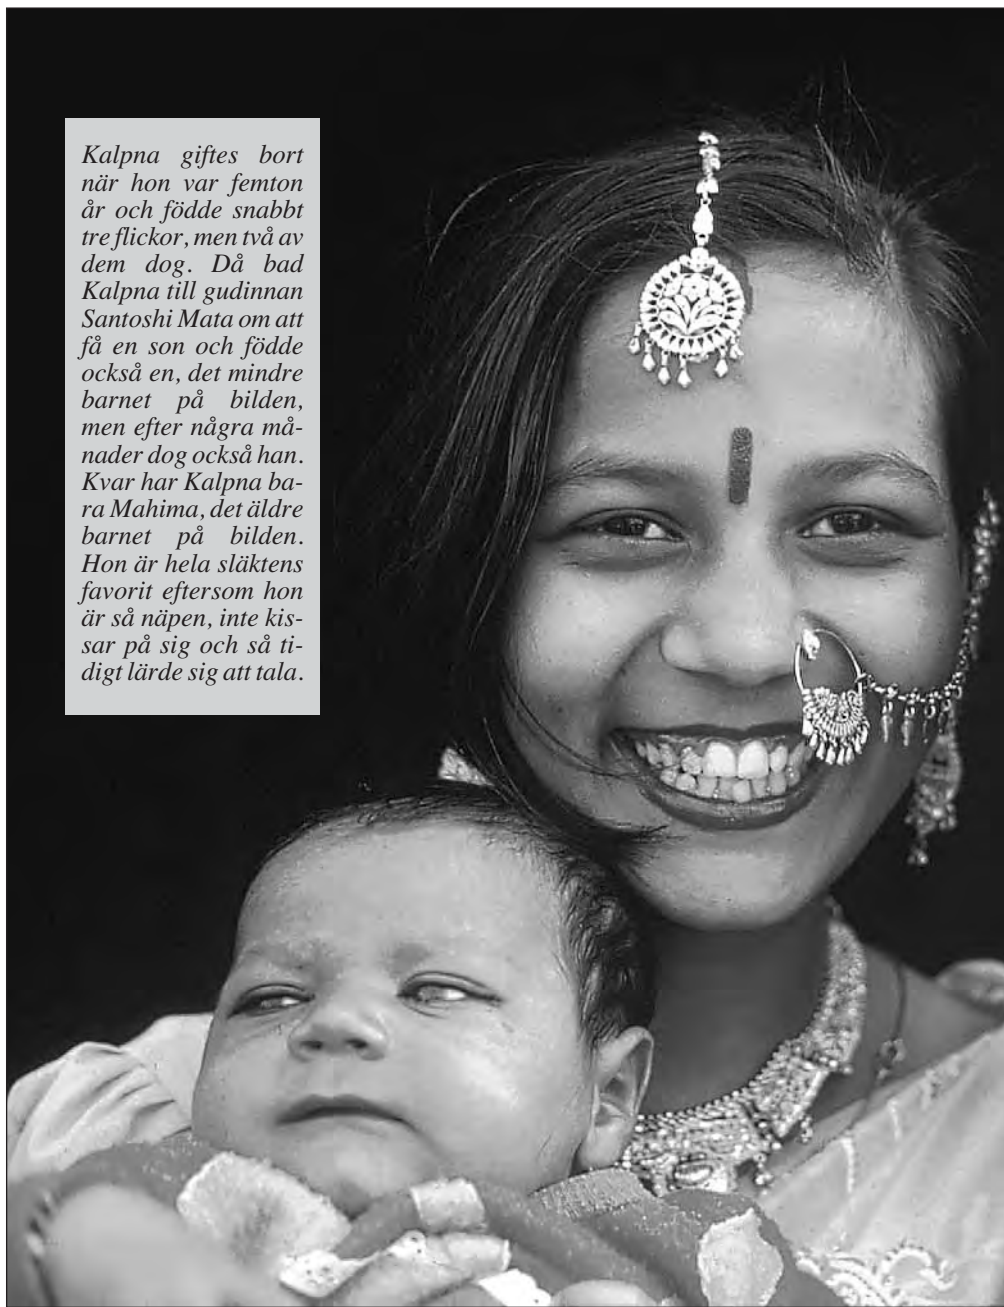 Kalpna giftes bort
när hon var femton
år och födde snabbt
tre flickor, men två av
dem dog. Då bad
Kalpna till gudinnan
Santoshi Mata om att
få en son och födde
också en, det mindre
barnet på bilden,
men efter några må-
nader dog också han.
Kvar har Kalpna ba-
ra Mahima, det äldre
barnet på bilden.
Hon är hela släktens
favorit eftersom hon
är så näpen, inte kis-
sar på sig och så ti-
digt lärde sig att tala.